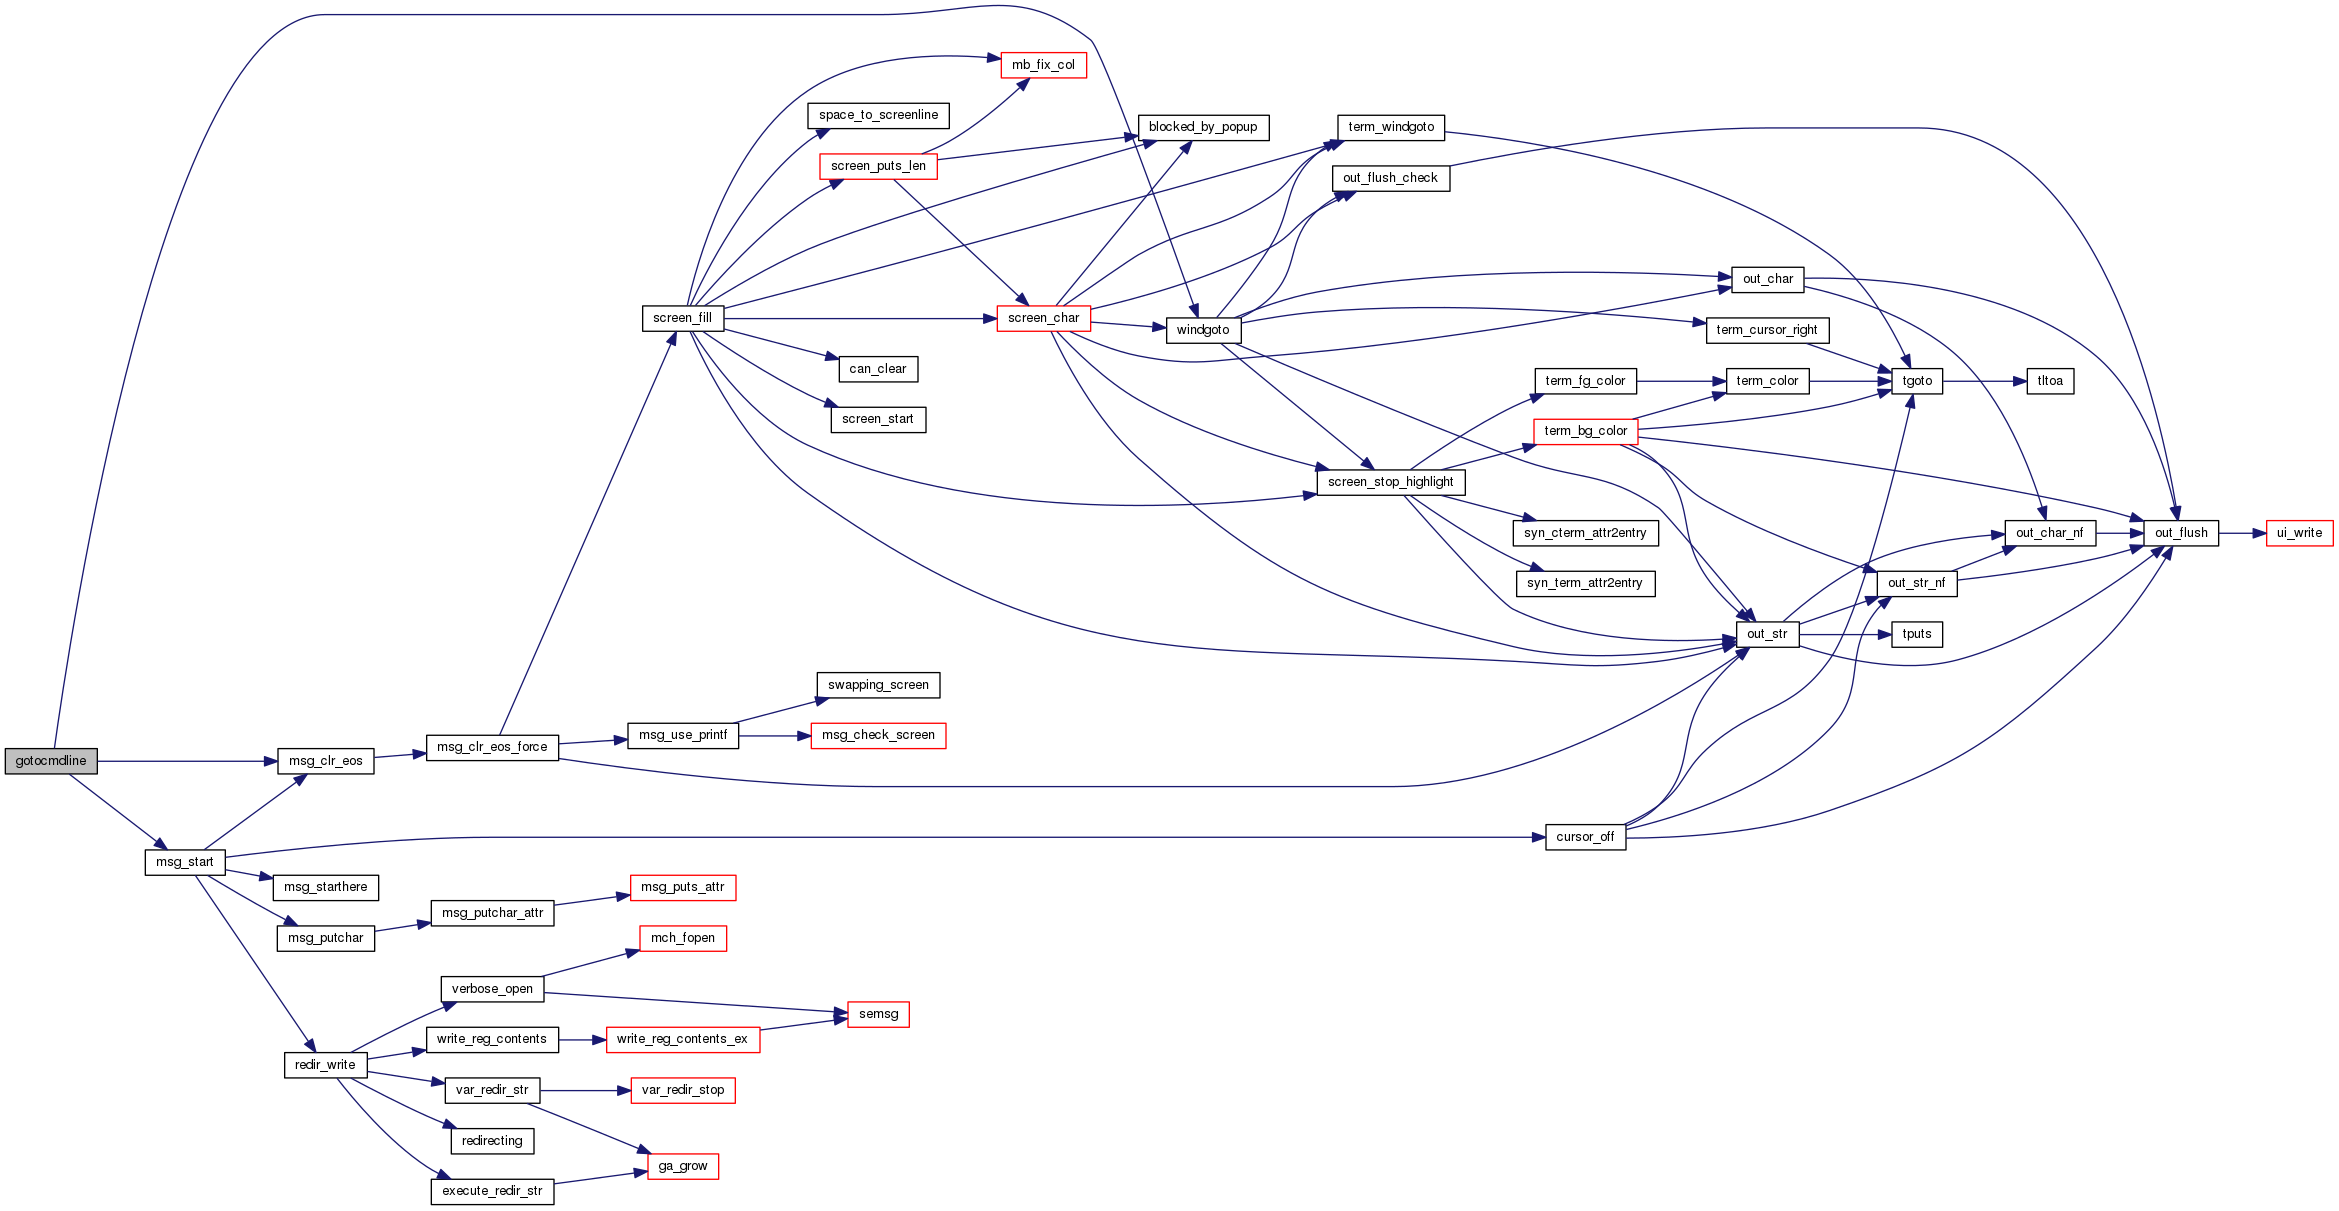 mb_fix_col
space_to_screenline
blocked_by_popup
term_windgoto
screen_puts_len
out_flush_check
out_char
screen_fill
screen_char
windgoto
term_cursor_right
can_clear
term_fg_color
term_color
tgoto
tltoa
screen_start
term_bg_color
screen_stop_highlight
syn_cterm_attr2entry
out_char_nf
out_flush
ui_write
syn_term_attr2entry
out_str_nf
out_str
tputs
swapping_screen
msg_use_printf
msg_check_screen
msg_clr_eos_force
gotocmdline
msg_clr_eos
cursor_off
msg_start
msg_starthere
msg_puts_attr
msg_putchar_attr
msg_putchar
mch_fopen
verbose_open
semsg
write_reg_contents
write_reg_contents_ex
redir_write
var_redir_str
var_redir_stop
redirecting
ga_grow
execute_redir_str